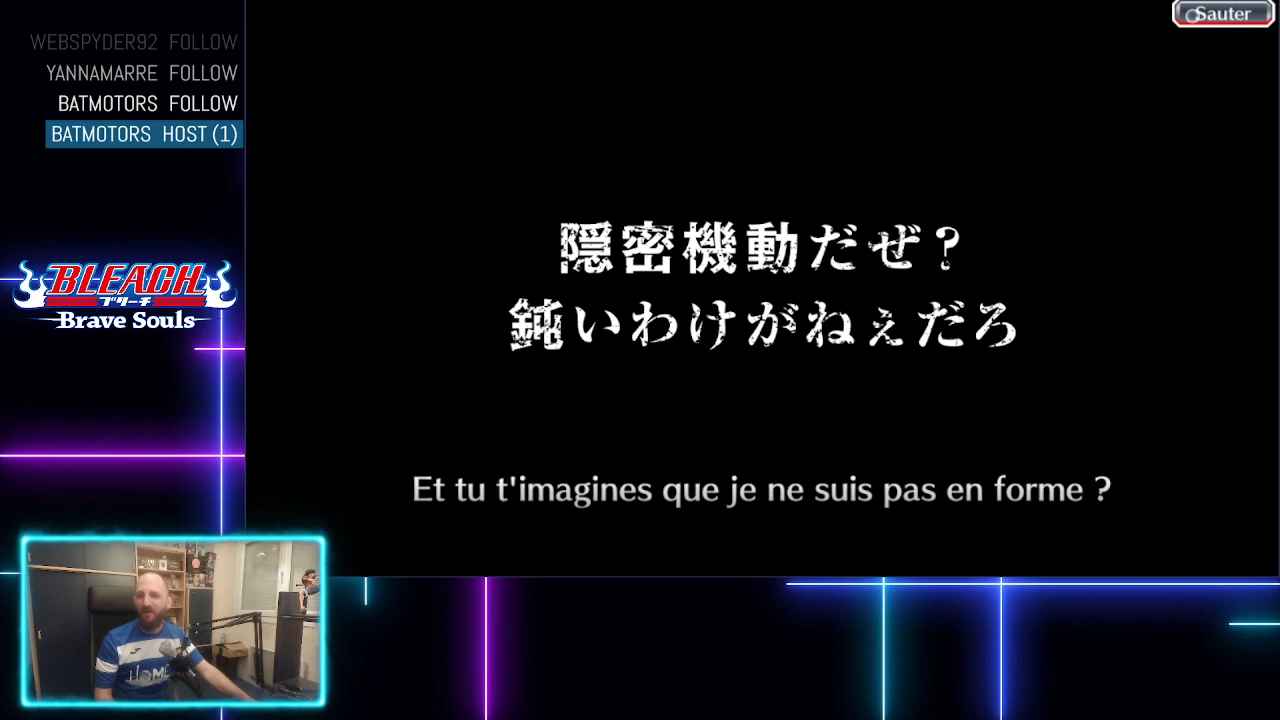 WEBSPYDER92 FOLLOW
YANNAMARRE FOLLOW
BATMOTORS FOLLOW
BATMOTORS HOST (1)
Sauter
BLEACH
ブリーチ
Brave Souls
隠密機動だぜ?
鈍いわけがねぇだろ
Et tu t'imagines que je ne suis pas en forme ?